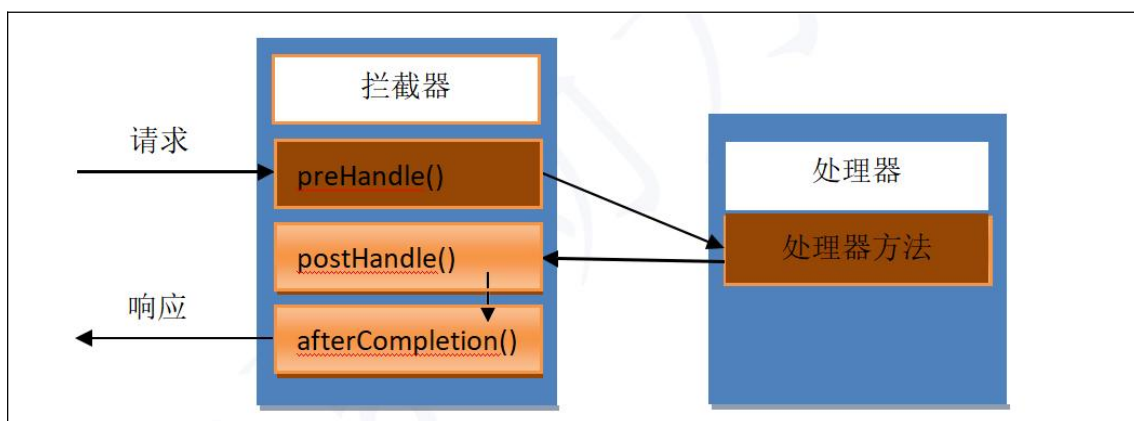 拦截器
请求
preHandle()
处理器
处理器方法
postHandle()
响应
afterCompletion()